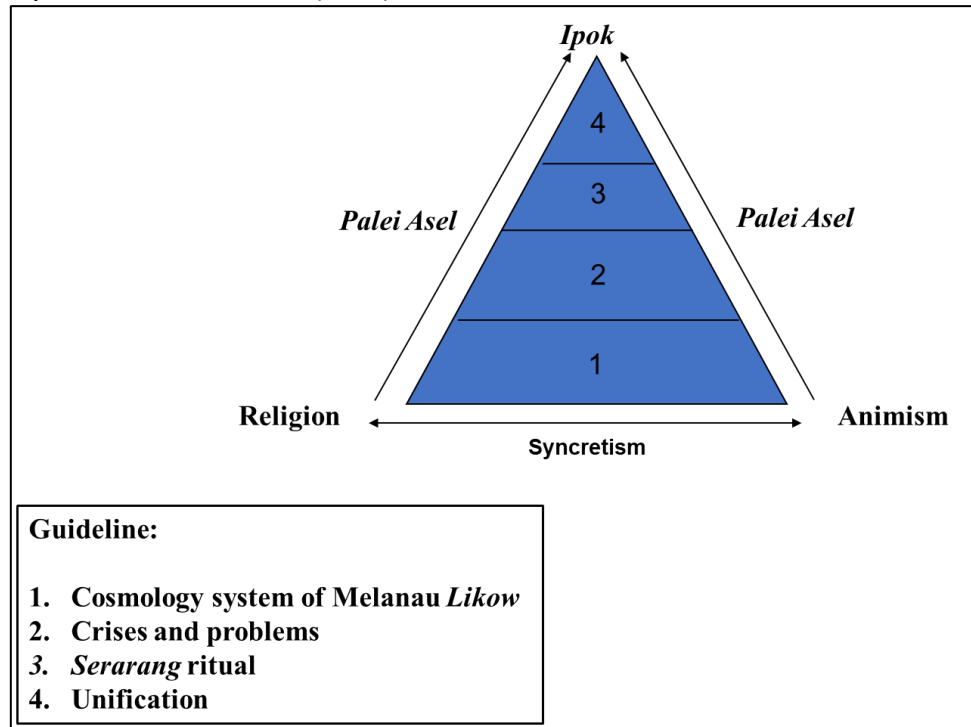 Ipok
4
3
Palei Asel
Palei Asel
2
1
Religion
Animism
Syncretism
Guideline:
1. Cosmology system of Melanau Likow
2. Crises and problems
3. Serarang ritual
4. Unification